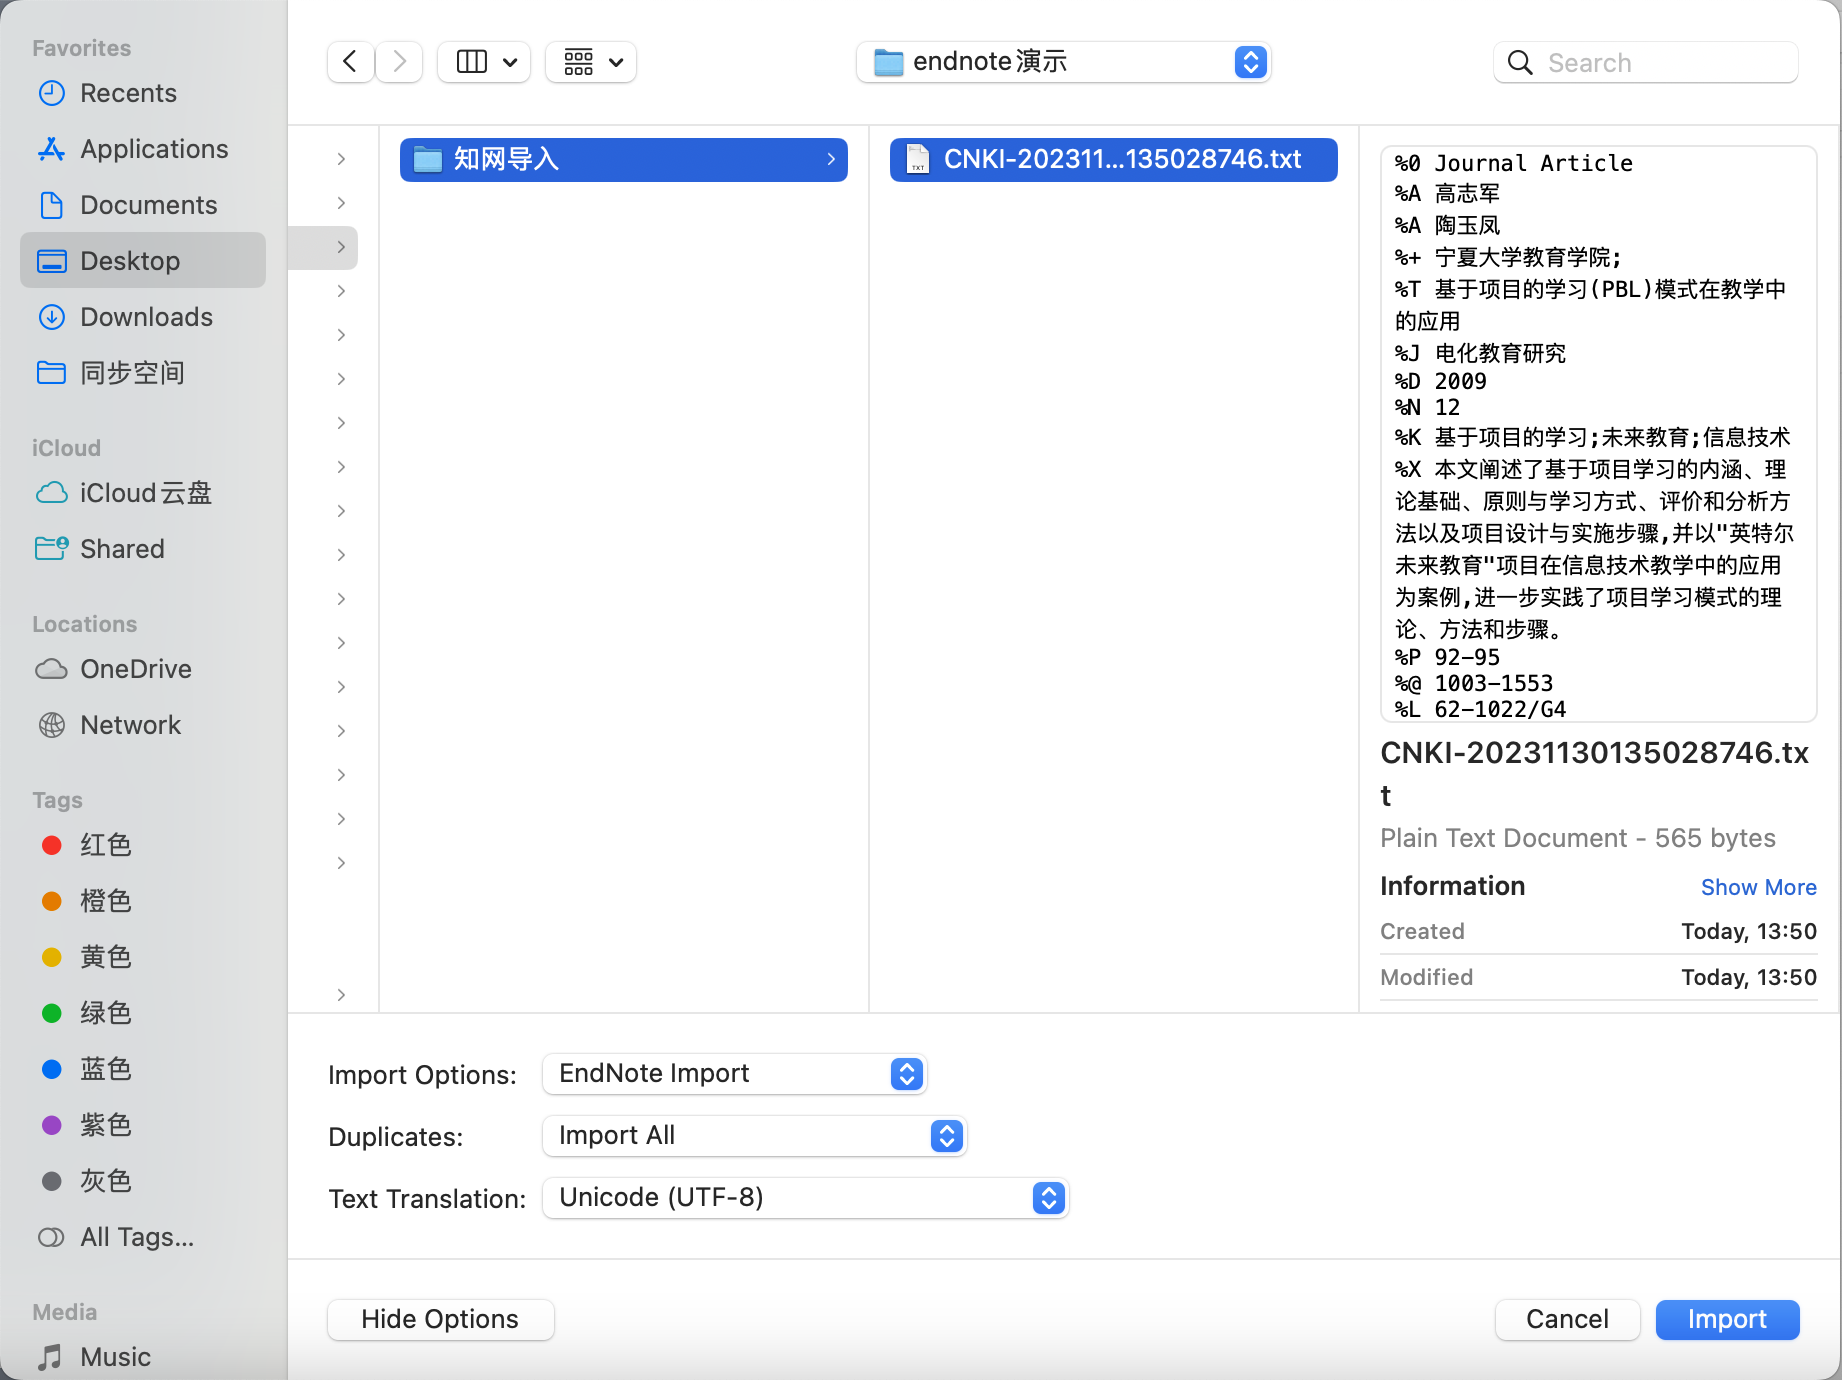 Favorites
Recents
Applications
Documents
Desktop
Downloads
同步空间
iCloud
iCloud云盘
Shared
Locations
OneDrive
Network
Tags
红色
橙色
黄色
绿色
蓝色
紫色
灰色
All Tags...
Media
Music
endnote演示
Search
知网导入
CNKI-202311...135028746.txt
TXT
%0 Journal Article
%A 高志军
%A 陶玉凤
%+ 宁夏大学教育学院;
%T 基于项目的学习(PBL)模式在教学中
的应用
%J 电化教育研究
%D 2009
%N 12
%K 基于项目的学习;未来教育;信息技术
%X 本文阐述了基于项目学习的内涵、理
论基础、原则与学习方式、评价和分析方
法以及项目设计与实施步骤,并以"英特尔
未来教育"项目在信息技术教学中的应用
为案例,进一步实践了项目学习模式的理
论、方法和步骤。
%P 92-95
%@ 1003-1553
%L 62-1022/G4
CNKI-20231130135028746.tx
t
Plain Text Document - 565 bytes
Information
Show More
Created
Today, 13:50
Modified
Today, 13:50
Import Options:
EndNote Import
Duplicates:
Import All
Text Translation:
Unicode (UTF-8)
Hide Options
Cancel
Import